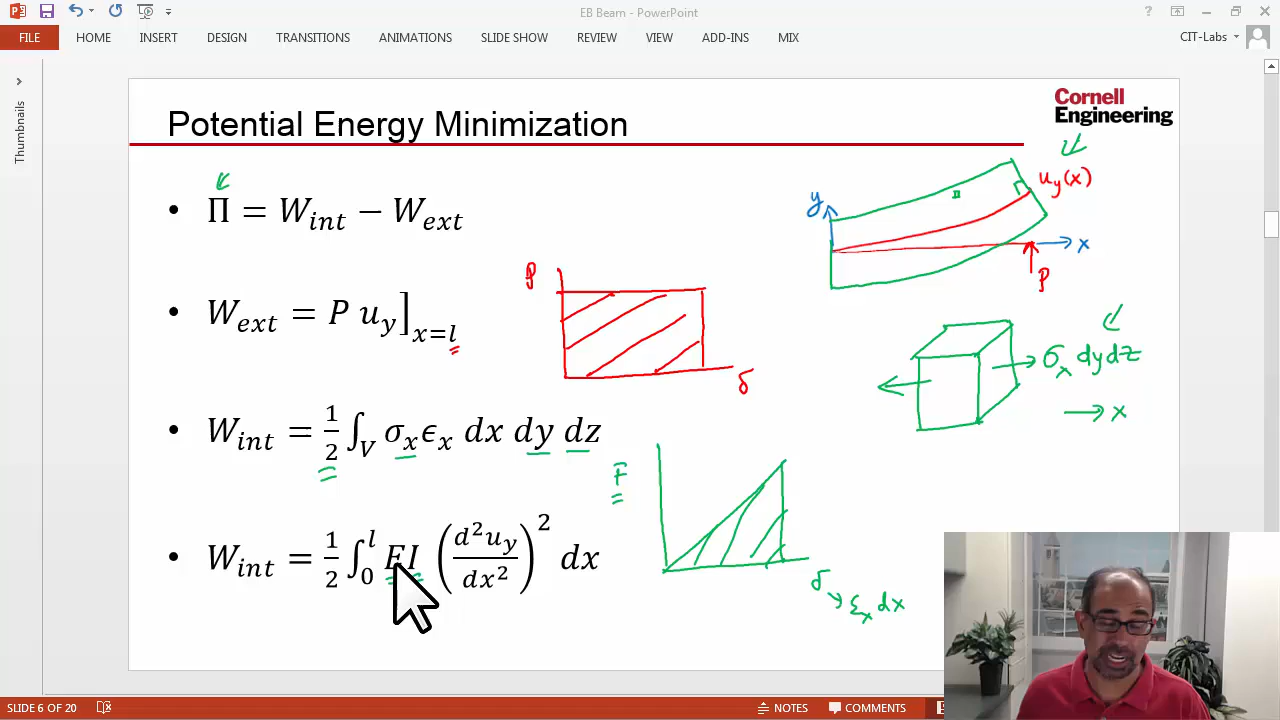 EB Beam - PowerPoint
?
FILE HOME INSERT DESIGN TRANSITIONS ANIMATIONS SLIDE SHOW REVIEW VIEW ADD-INS MIX
CIT-Labs
Thumbnails
Potential Energy Minimization
Cornell
Engineering
• Π = W_int − W_ext
• W_ext = P u_y]_{x=l}
• W_int = 1/2 ∫_V σ_x ϵ_x dx dy dz
• W_int = 1/2 ∫_0^l EI (d²u_y/dx²)² dx
y
u_y(x)
x
P
P
δ
σ_x dydz
x
F
δ
ε_x dx
SLIDE 6 OF 20
NOTES COMMENTS